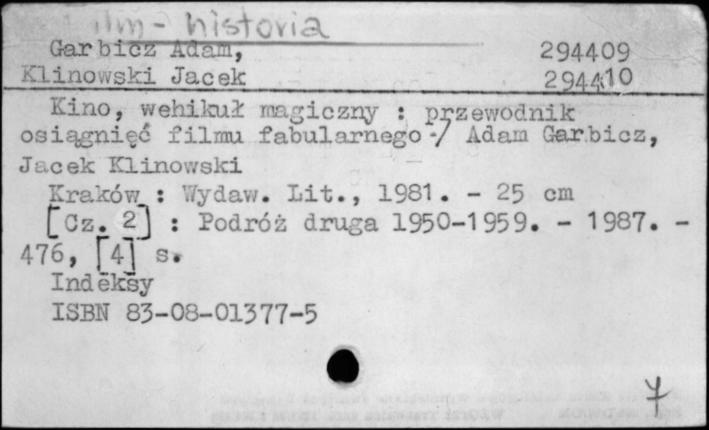 ilm - historia
Garbicz Adam, 294409
Klinowski Jacek 294410
Kino, wehikuł magiczny : przewodnik
osiągnięć filmu fabularnego / Adam Garbicz,
Jacek Klinowski
Kraków : Wydaw. Lit., 1981. - 25 cm
[Cz. 2] : Podróż druga 1950-1959. - 1987. -
476, [4] s.
Indeksy
ISBN 83-08-01377-5
7